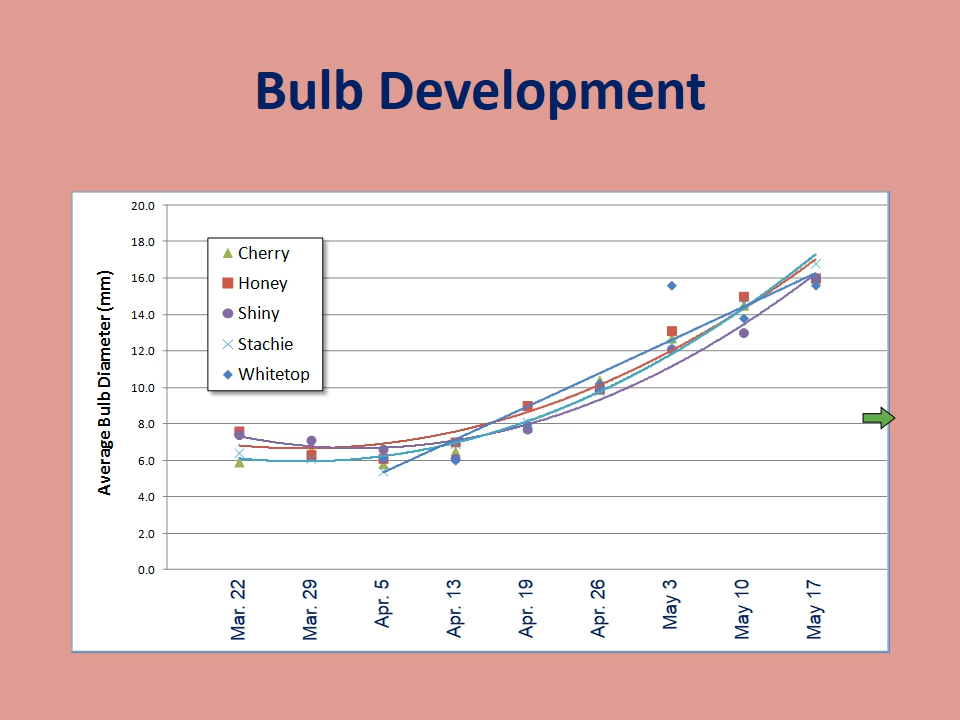 Bulb Development
Average Bulb Diameter (mm)
20.0
18.0
16.0
14.0
12.0
10.0
8.0
6.0
4.0
2.0
0.0
Cherry
Honey
Shiny
Stachie
Whitetop
Mar. 22
Mar. 29
Apr. 5
Apr. 13
Apr. 19
Apr. 26
May 3
May 10
May 17